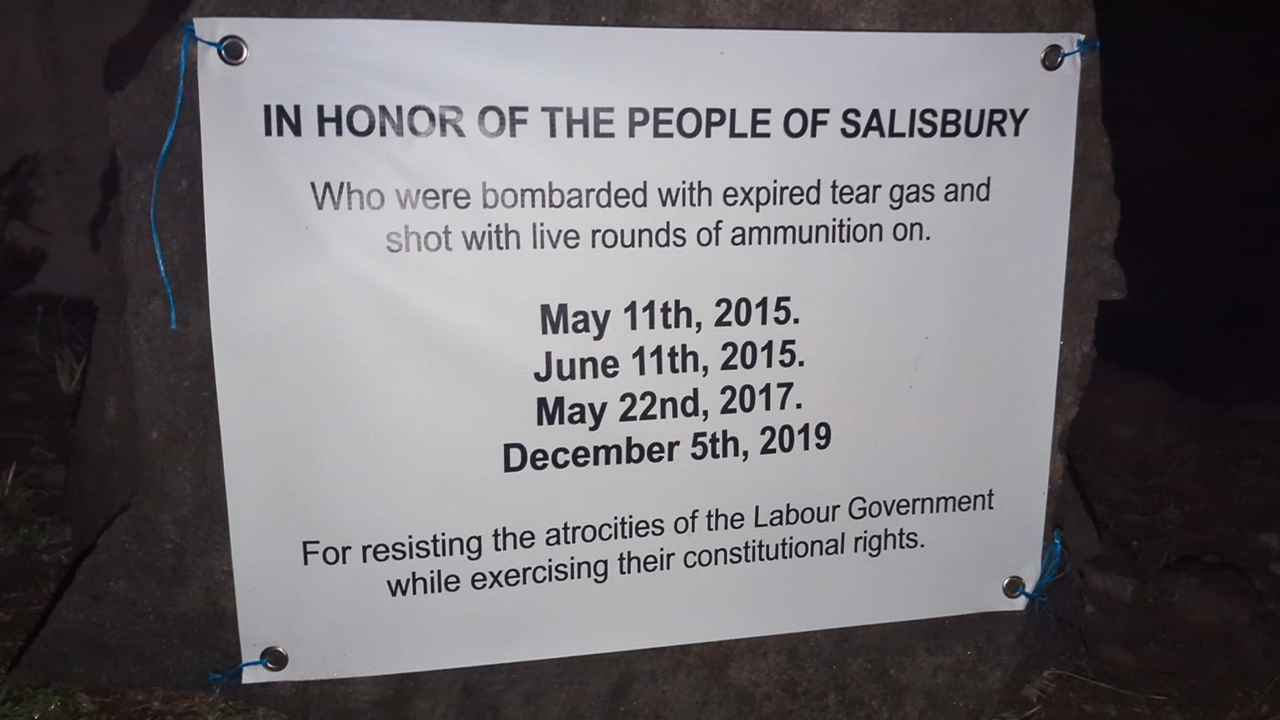 IN HONOR OF THE PEOPLE OF SALISBURY
Who were bombarded with expired tear gas and
shot with live rounds of ammunition on.
May 11th, 2015.
June 11th, 2015.
May 22nd, 2017.
December 5th, 2019
For resisting the atrocities of the Labour Government
while exercising their constitutional rights.